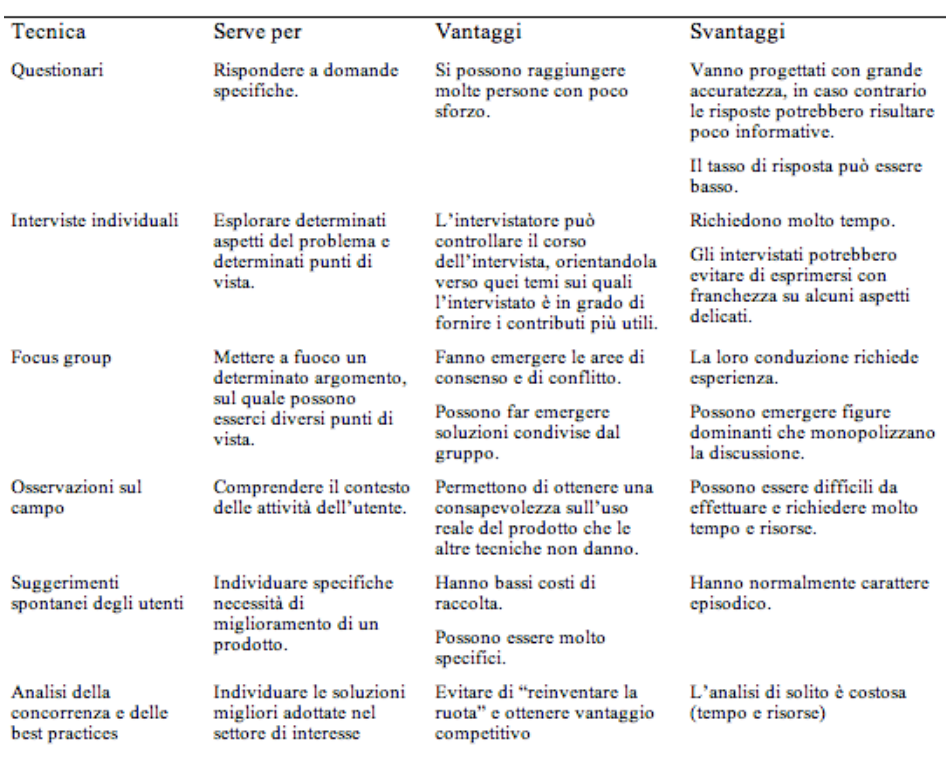 Tecnica Serve per Vantaggi Svantaggi
Questionari
Rispondere a domande
specifiche.
Si possono raggiungere
molte persone con poco
sforzo.
Vanno progettati con grande
accuratezza, in caso contrario
le risposte potrebbero risultare
poco informative.
Il tasso di risposta può essere
basso.
Interviste individuali
Esplorare determinati
aspetti del problema e
determinati punti di
vista.
L'intervistatore può
controllare il corso
dell'intervista, orientandola
verso quei temi sui quali
l'intervistato è in grado di
fornire i contributi più utili.
Richiedono molto tempo.
Gli intervistati potrebbero
evitare di esprimersi con
franchezza su alcuni aspetti
delicati.
Focus group
Mettere a fuoco un
determinato argomento,
sul quale possono
esserci diversi punti di
vista.
Fanno emergere le aree di
consenso e di conflitto.
Possono far emergere
soluzioni condivise dal
gruppo.
La loro conduzione richiede
esperienza.
Possono emergere figure
dominanti che monopolizzano
la discussione.
Osservazioni sul
campo
Comprendere il contesto
delle attività dell'utente.
Permettono di ottenere una
consapevolezza sull'uso
reale del prodotto che le
altre tecniche non danno.
Possono essere difficili da
effettuare e richiedere molto
tempo e risorse.
Suggerimenti
spontanei degli utenti
Individuare specifiche
necessità di
miglioramento di un
prodotto.
Hanno bassi costi di
raccolta.
Possono essere molto
specifici.
Hanno normalmente carattere
episodico.
Analisi della
concorrenza e delle
best practices
Individuare le soluzioni
migliori adottate nel
settore di interesse
Evitare di “reinventare la
ruota” e ottenere vantaggio
competitivo
L'analisi di solito è costosa
(tempo e risorse)